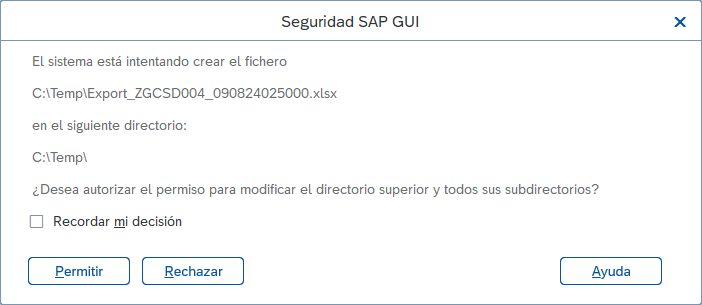 Seguridad SAP GUI
El sistema está intentando crear el fichero
C:\Temp\Export_ZGCSD004_090824025000.xlsx
en el siguiente directorio:
C:\Temp\
¿Desea autorizar el permiso para modificar el directorio superior y todos sus subdirectorios?
Recordar mi decisión
Permitir Rechazar Ayuda